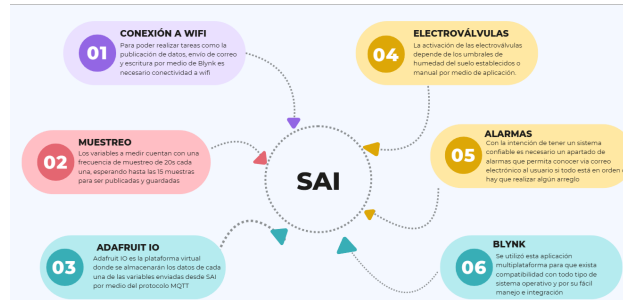 01
CONEXIÓN A WIFI
Para poder realizar tareas como la
publicación de datos, envío de correo
y escritura por medio de Blynk es
necesario conectividad a wifi
02
MUESTREO
Los variables a medir cuentan con una
frecuencia de muestreo de 20s cada
una, esperando hasta las 15 muestras
para ser publicadas y guardadas
03
ADAFRUIT IO
Adafruit IO es la plataforma virtual
donde se almacenarán los datos de cada
una de las variables enviadas desde SAI
por medio del protocolo MQTT
SAI
04
ELECTROVÁLVULAS
La activación de las electroválvulas
depende de los umbrales de
humedad del suelo establecidos o
manual por medio de aplicación.
05
ALARMAS
Con la intención de tener un sistema
confiable es necesario un apartado de
alarmas que permita conocer via correo
electrónico al usuario si todo está en orden o
hay que realizar algún arreglo
06
BLYNK
Se utilizó esta aplicación
multiplataforma para que exista
compatibilidad con todo tipo de
sistema operativo y por su fácil
manejo e integración